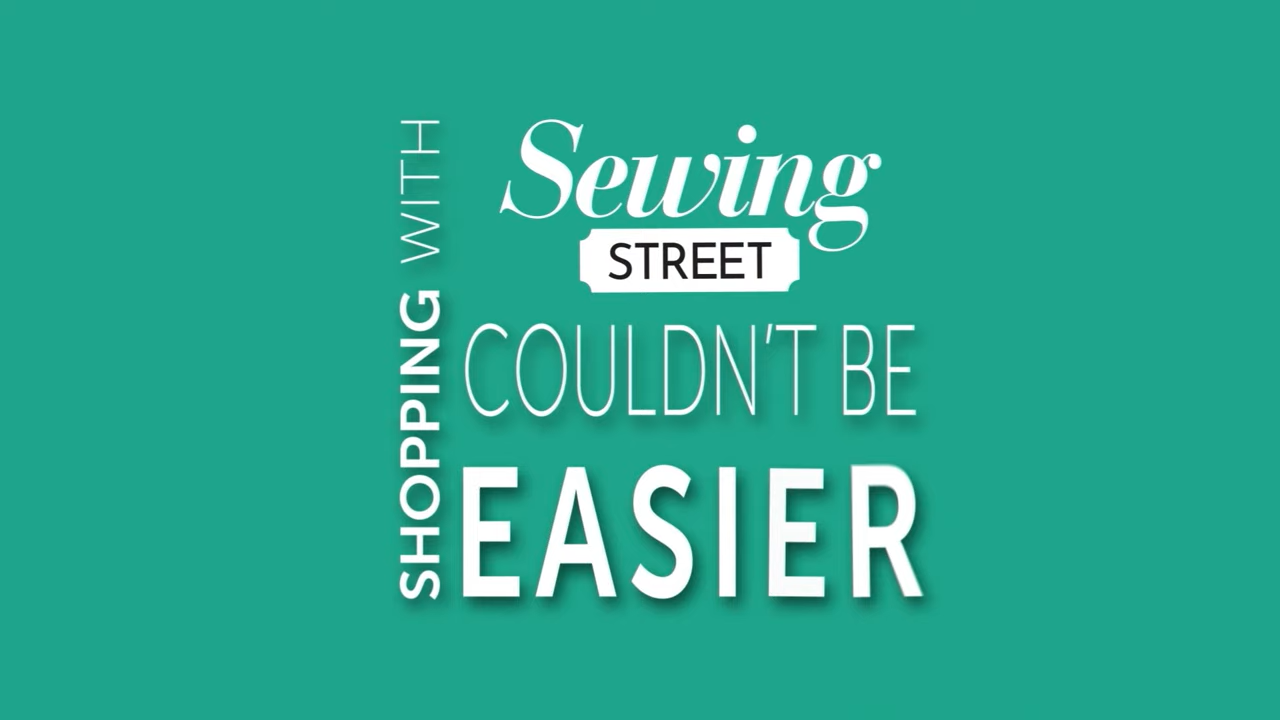 SHOPPING WITH
Sewing
STREET
COULDN'T BE
EASIER